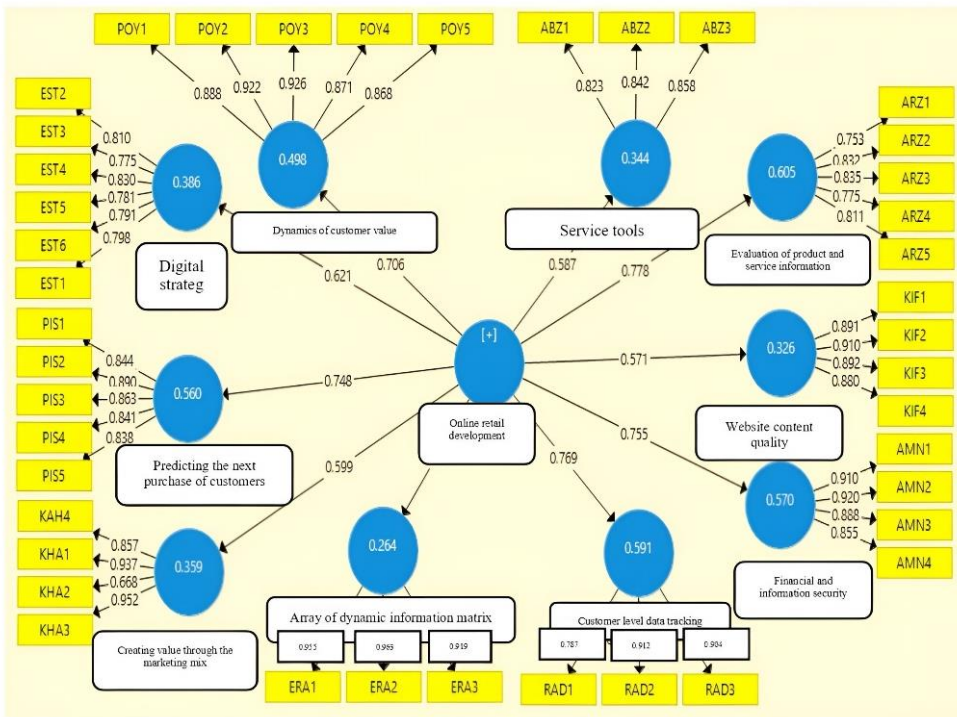 POY1 POY2 POY3 POY4 POY5
ABZ1 ABZ2 ABZ3
0.888 0.922 0.926 0.871 0.868
0.823 0.842 0.858
EST2
EST3
EST4
EST5
EST6
EST1
0.810
0.775
0.830
0.781
0.791
0.798
0.386
0.498
0.344
0.605
0.753
0.832
0.835
0.775
0.811
ARZ1
ARZ2
ARZ3
ARZ4
ARZ5
Digital
strateg
Dynamics of customer value
Service tools
Evaluation of product and
service information
0.621
0.706
0.587
0.778
PIS1
PIS2
PIS3
PIS4
PIS5
0.844
0.890
0.863
0.841
0.838
0.560
0.748
[+]
Online retail
development
0.571
0.326
0.891
0.910
0.892
0.880
KIF1
KIF2
KIF3
KIF4
Predicting the next
purchase of customers
Website content
quality
0.599
0.769
0.755
KAH4
KHA1
KHA2
KHA3
0.857
0.937
0.668
0.952
0.359
0.264
0.591
0.570
0.910
0.920
0.888
0.855
AMN1
AMN2
AMN3
AMN4
Creating value through the
marketing mix
Array of dynamic information matrix
Customer level data tracking
Financial and
information security
0.955 0.963 0.919
0.787 0.912 0.904
ERA1 ERA2 ERA3
RAD1 RAD2 RAD3